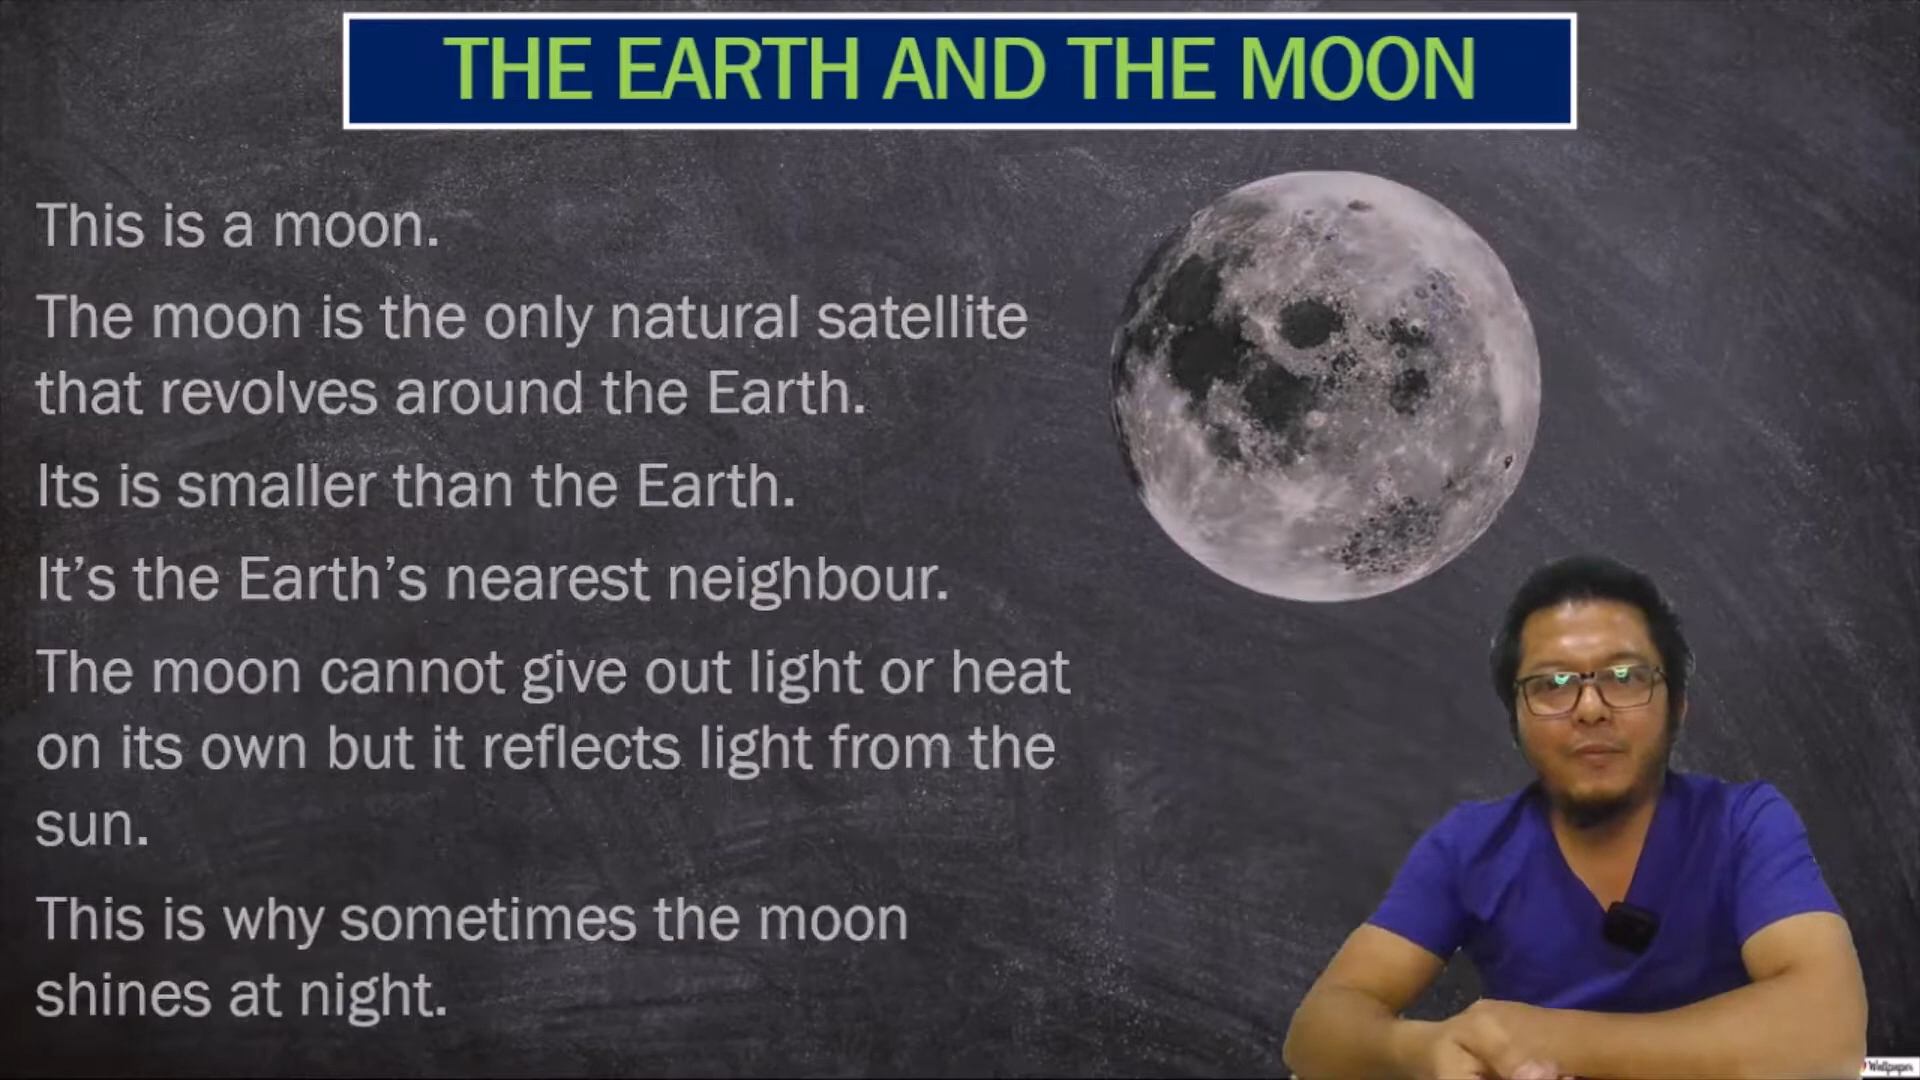 THE EARTH AND THE MOON
This is a moon.
The moon is the only natural satellite
that revolves around the Earth.
Its is smaller than the Earth.
It’s the Earth’s nearest neighbour.
The moon cannot give out light or heat
on its own but it reflects light from the
sun.
This is why sometimes the moon
shines at night.
Wallpaper